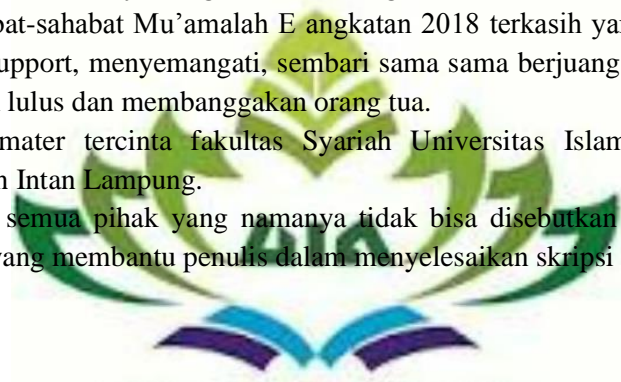 bat-sahabat Mu’amalah E angkatan 2018 terkasih ya
upport, menyemangati, sembari sama sama berjuang
lulus dan membanggakan orang tua.
mater tercinta fakultas Syariah Universitas Islam
n Intan Lampung.
semua pihak yang namanya tidak bisa disebutkan
yang membantu penulis dalam menyelesaikan skripsi